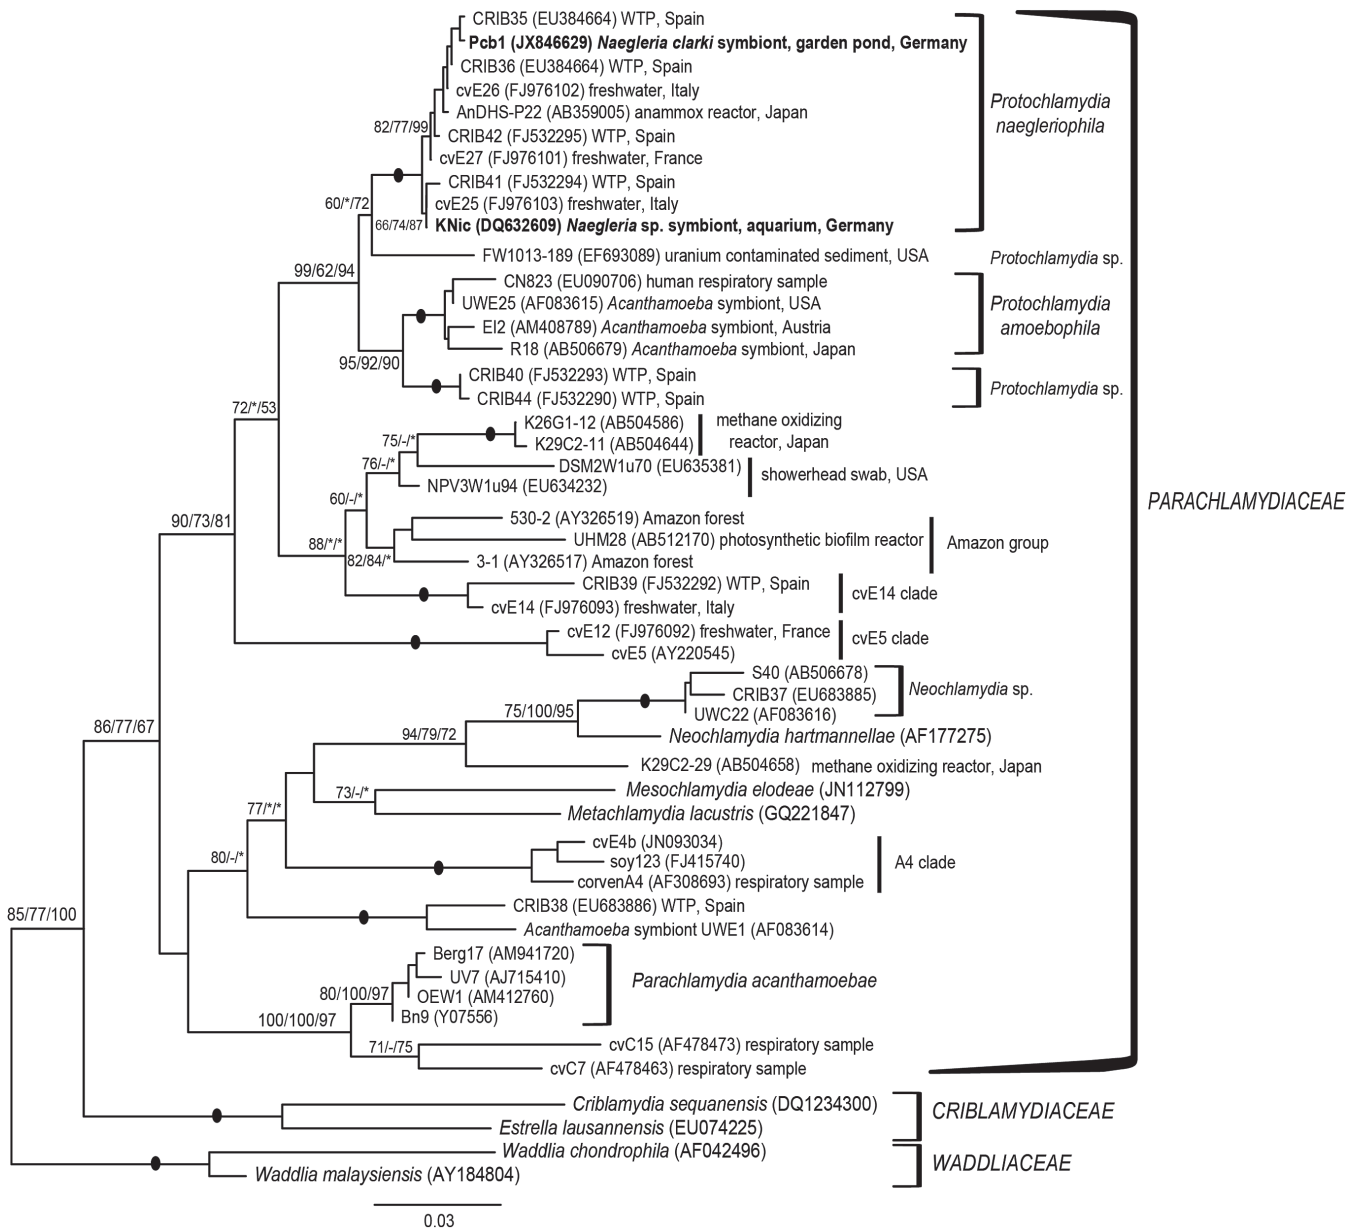 CRIB35 (EU384664) WTP, Spain
Pcb1 (JX846629) Naegleria clarki symbiont, garden pond, Germany
CRIB36 (EU384664) WTP, Spain
cvE26 (FJ976102) freshwater, Italy
AnDHS-P22 (AB359005) anammox reactor, Japan
82/77/99
CRIB42 (FJ532295) WTP, Spain
cvE27 (FJ976101) freshwater, France
CRIB41 (FJ532294) WTP, Spain
cvE25 (FJ976103) freshwater, Italy
60/*/72
66/74/87
KNic (DQ632609) Naegleria sp. symbiont, aquarium, Germany
Protochlamydia
naegleriophila
FW1013-189 (EF693089) uranium contaminated sediment, USA
Protochlamydia sp.
99/62/94
CN823 (EU090706) human respiratory sample
UWE25 (AF083615) Acanthamoeba symbiont, USA
EI2 (AM408789) Acanthamoeba symbiont, Austria
R18 (AB506679) Acanthamoeba symbiont, Japan
Protochlamydia
amoebophila
95/92/90
CRIB40 (FJ532293) WTP, Spain
CRIB44 (FJ532290) WTP, Spain
Protochlamydia sp.
72/*/53
K26G1-12 (AB504586)
K29C2-11 (AB504644)
methane oxidizing
reactor, Japan
75/-/*
76/-/*
DSM2W1u70 (EU635381)
NPV3W1u94 (EU634232)
showerhead swab, USA
60/-/*
90/73/81
530-2 (AY326519) Amazon forest
UHM28 (AB512170) photosynthetic biofilm reactor
3-1 (AY326517) Amazon forest
Amazon group
88/*/*
82/84/*
CRIB39 (FJ532292) WTP, Spain
cvE14 (FJ976093) freshwater, Italy
cvE14 clade
cvE12 (FJ976092) freshwater, France
cvE5 (AY220545)
cvE5 clade
PARACHLAMYDIACEAE
S40 (AB506678)
CRIB37 (EU683885)
UWC22 (AF083616)
Neochlamydia sp.
75/100/95
86/77/67
94/79/72
Neochlamydia hartmannellae (AF177275)
K29C2-29 (AB504658) methane oxidizing reactor, Japan
73/-/*
Mesochlamydia elodeae (JN112799)
Metachlamydia lacustris (GQ221847)
77/*/*
cvE4b (JN093034)
soy123 (FJ415740)
corvenA4 (AF308693) respiratory sample
A4 clade
80/-/*
CRIB38 (EU683886) WTP, Spain
Acanthamoeba symbiont UWE1 (AF083614)
85/77/100
Berg17 (AM941720)
UV7 (AJ715410)
OEW1 (AM412760)
Bn9 (Y07556)
Parachlamydia acanthamoebae
80/100/97
100/100/97
71/-/75
cvC15 (AF478473) respiratory sample
cvC7 (AF478463) respiratory sample
Criblamydia sequanensis (DQ1234300)
Estrella lausannensis (EU074225)
CRIBLAMYDIACEAE
Waddlia chondrophila (AF042496)
Waddlia malaysiensis (AY184804)
WADDLIACEAE
0.03